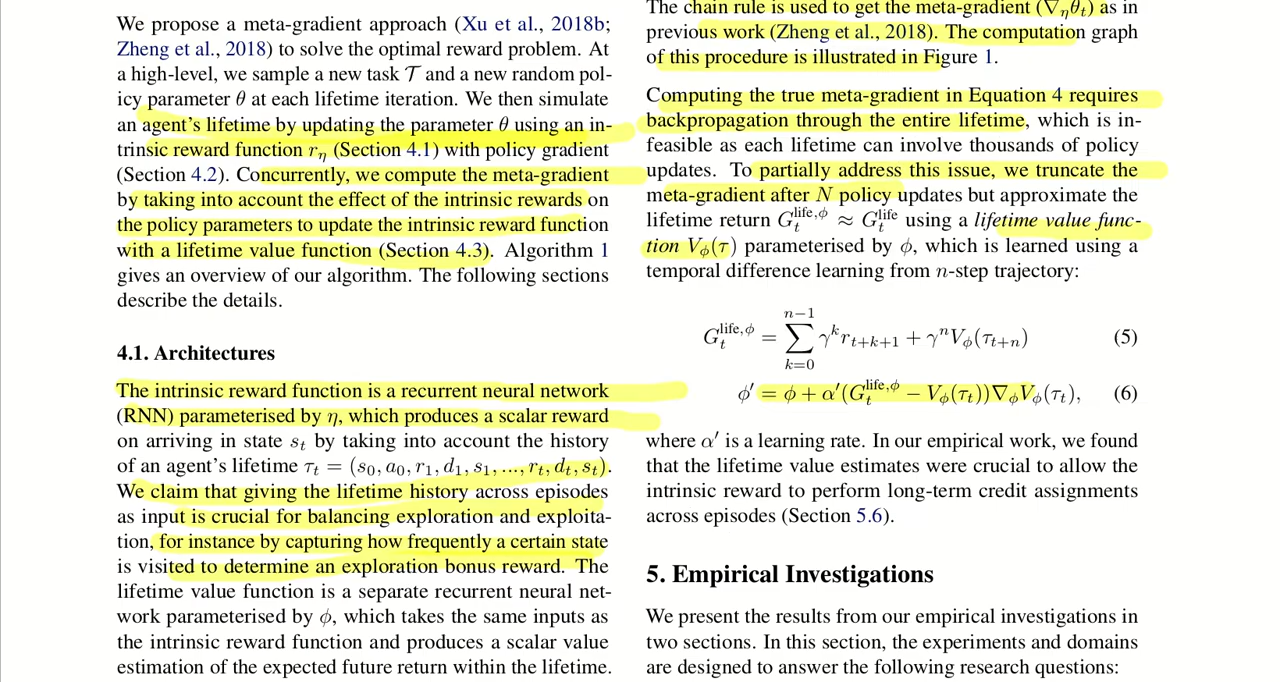 We propose a meta-gradient approach (Xu et al., 2018b;
Zheng et al., 2018) to solve the optimal reward problem. At
a high-level, we sample a new task 𝒯 and a new random pol-
icy parameter θ at each lifetime iteration. We then simulate
an agent's lifetime by updating the parameter θ using an in-
trinsic reward function r_η (Section 4.1) with policy gradient
(Section 4.2). Concurrently, we compute the meta-gradient
by taking into account the effect of the intrinsic rewards on
the policy parameters to update the intrinsic reward function
with a lifetime value function (Section 4.3). Algorithm 1
gives an overview of our algorithm. The following sections
describe the details.
4.1. Architectures
The intrinsic reward function is a recurrent neural network
(RNN) parameterised by η, which produces a scalar reward
on arriving in state s_t by taking into account the history
of an agent's lifetime τ_t = (s_0, a_0, r_1, d_1, s_1, ..., r_t, d_t, s_t).
We claim that giving the lifetime history across episodes
as input is crucial for balancing exploration and exploita-
tion, for instance by capturing how frequently a certain state
is visited to determine an exploration bonus reward. The
lifetime value function is a separate recurrent neural net-
work parameterised by ϕ, which takes the same inputs as
the intrinsic reward function and produces a scalar value
estimation of the expected future return within the lifetime.
The chain rule is used to get the meta-gradient (∇_ηθ_t) as in
previous work (Zheng et al., 2018). The computation graph
of this procedure is illustrated in Figure 1.
Computing the true meta-gradient in Equation 4 requires
backpropagation through the entire lifetime, which is in-
feasible as each lifetime can involve thousands of policy
updates. To partially address this issue, we truncate the
meta-gradient after N policy updates but approximate the
lifetime return G_t^{life,ϕ} ≈ G_t^{life} using a lifetime value func-
tion V_ϕ(τ) parameterised by ϕ, which is learned using a
temporal difference learning from n-step trajectory:
G_t^{life,ϕ} = ∑_{k=0}^{n−1} γ^k r_{t+k+1} + γ^n V_ϕ(τ_{t+n}) (5)
ϕ′ = ϕ + α′(G_t^{life,ϕ} − V_ϕ(τ_t))∇_ϕV_ϕ(τ_t), (6)
where α′ is a learning rate. In our empirical work, we found
that the lifetime value estimates were crucial to allow the
intrinsic reward to perform long-term credit assignments
across episodes (Section 5.6).
5. Empirical Investigations
We present the results from our empirical investigations in
two sections. In this section, the experiments and domains
are designed to answer the following research questions: